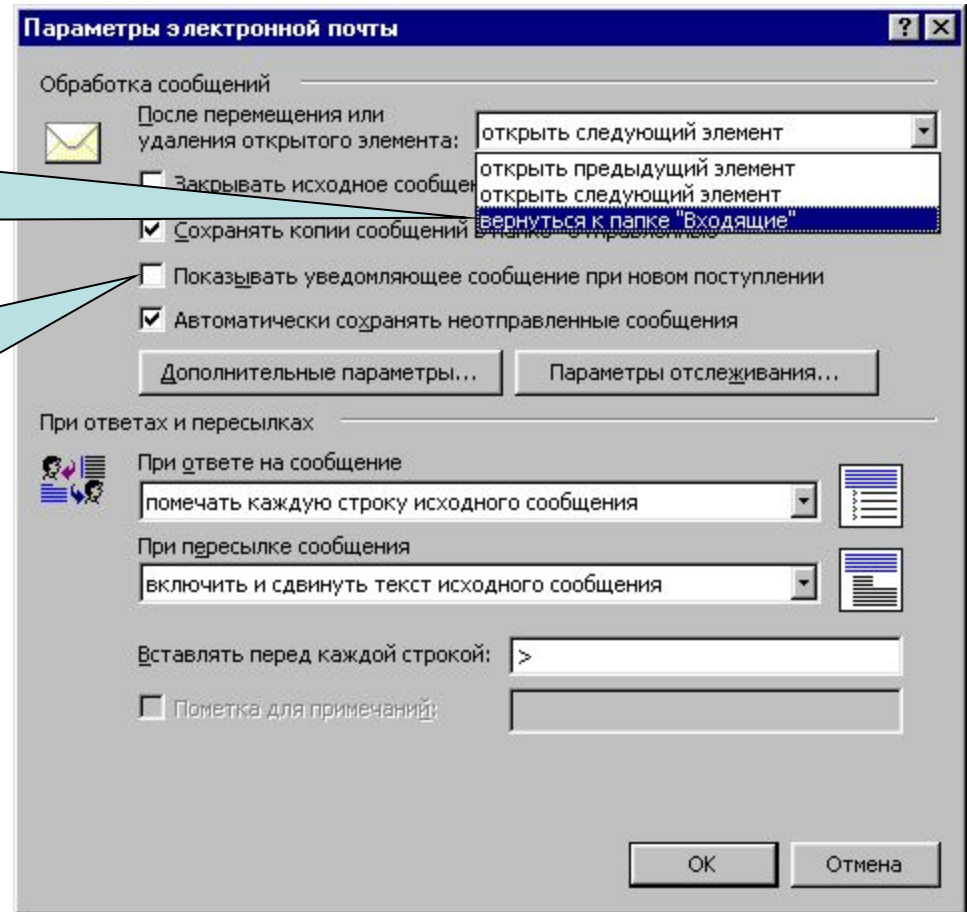 Параметры электронной почты
Обработка сообщений
После перемещения или
удаления открытого элемента:
открыть следующий элемент
открыть предыдущий элемент
открыть следующий элемент
вернуться к папке "Входящие"
Закрывать исходное сообщен
Сохранять копии сообщений в папке
Показывать уведомляющее сообщение при новом поступлении
Автоматически сохранять неотправленные сообщения
Дополнительные параметры...
Параметры отслеживания...
При ответах и пересылках
При ответе на сообщение
помечать каждую строку исходного сообщения
При пересылке сообщения
включить и сдвинуть текст исходного сообщения
Вставлять перед каждой строкой:
>
Пометка для примечаний:
ОК
Отмена